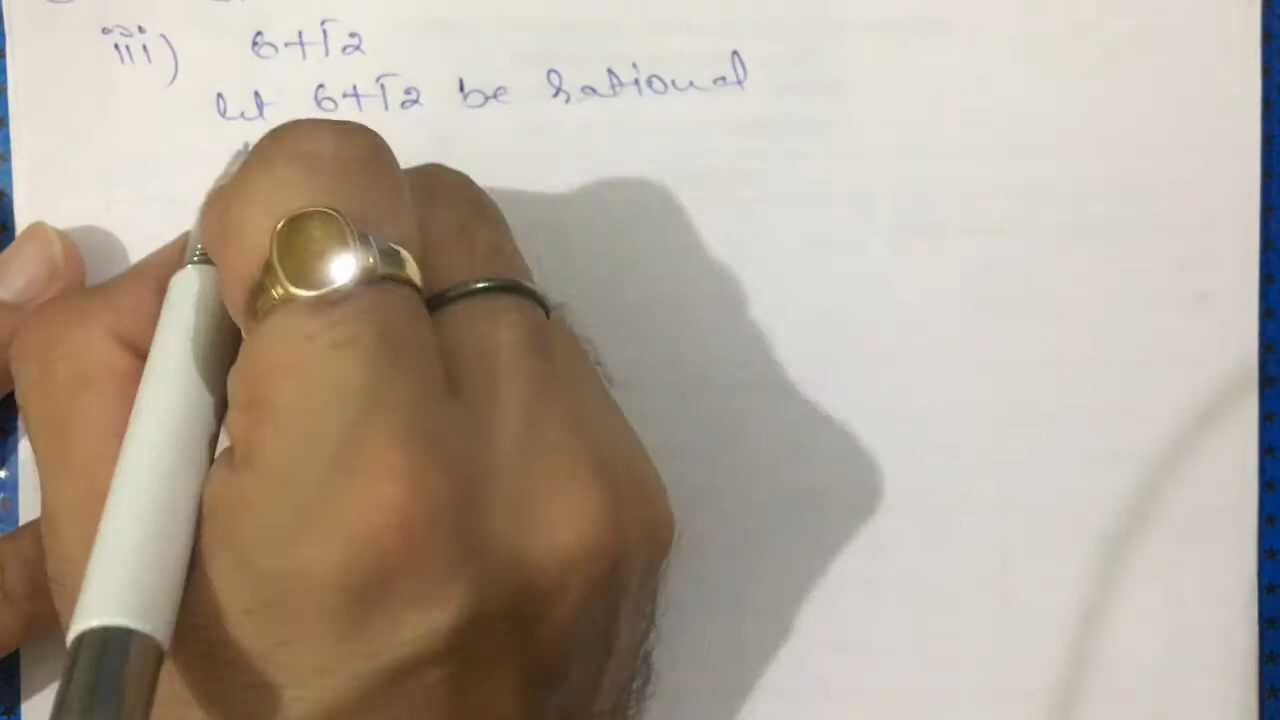 iii) 6+√2
let 6+√2 be rational